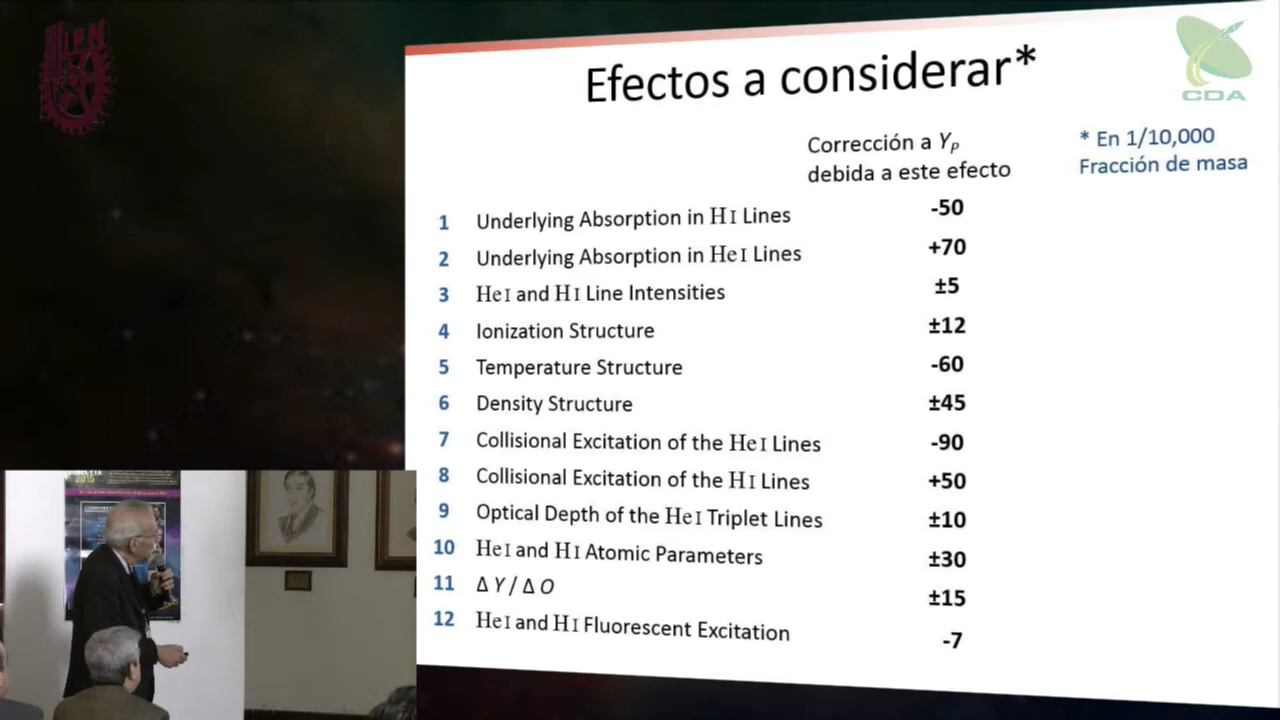 IPN
CDA
Efectos a considerar*
Corrección a Yₚ
debida a este efecto
* En 1/10,000
Fracción de masa
1 Underlying Absorption in H I Lines -50
2 Underlying Absorption in He I Lines +70
3 He I and H I Line Intensities ±5
4 Ionization Structure ±12
5 Temperature Structure -60
6 Density Structure ±45
7 Collisional Excitation of the He I Lines -90
8 Collisional Excitation of the H I Lines +50
9 Optical Depth of the He I Triplet Lines ±10
10 He I and H I Atomic Parameters ±30
11 Δ Y / Δ O ±15
12 He I and H I Fluorescent Excitation -7
2015